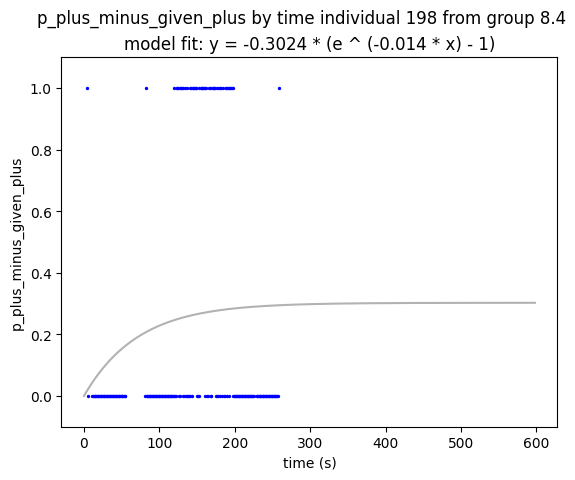 p_plus_minus_given_plus by time individual 198 from group 8.4
model fit: y = -0.3024 * (e ^ (-0.014 * x) - 1)
1.0
0.8
0.6
0.4
0.2
0.0
p_plus_minus_given_plus
0 100 200 300 400 500 600
time (s)